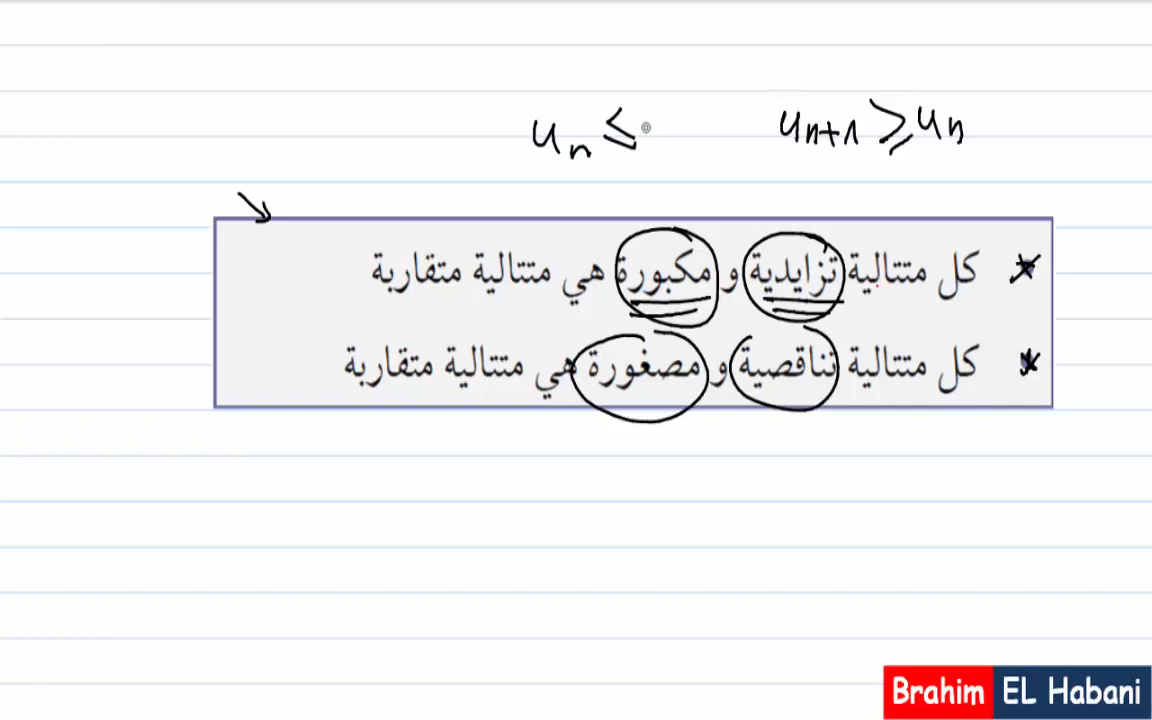 uₙ ≤
uₙ₊₁ ≥ uₙ
كل متتالية تزايدية و مكبورة هي متتالية متقاربة
كل متتالية تناقصية و مصغورة هي متتالية متقاربة
Brahim EL Habani